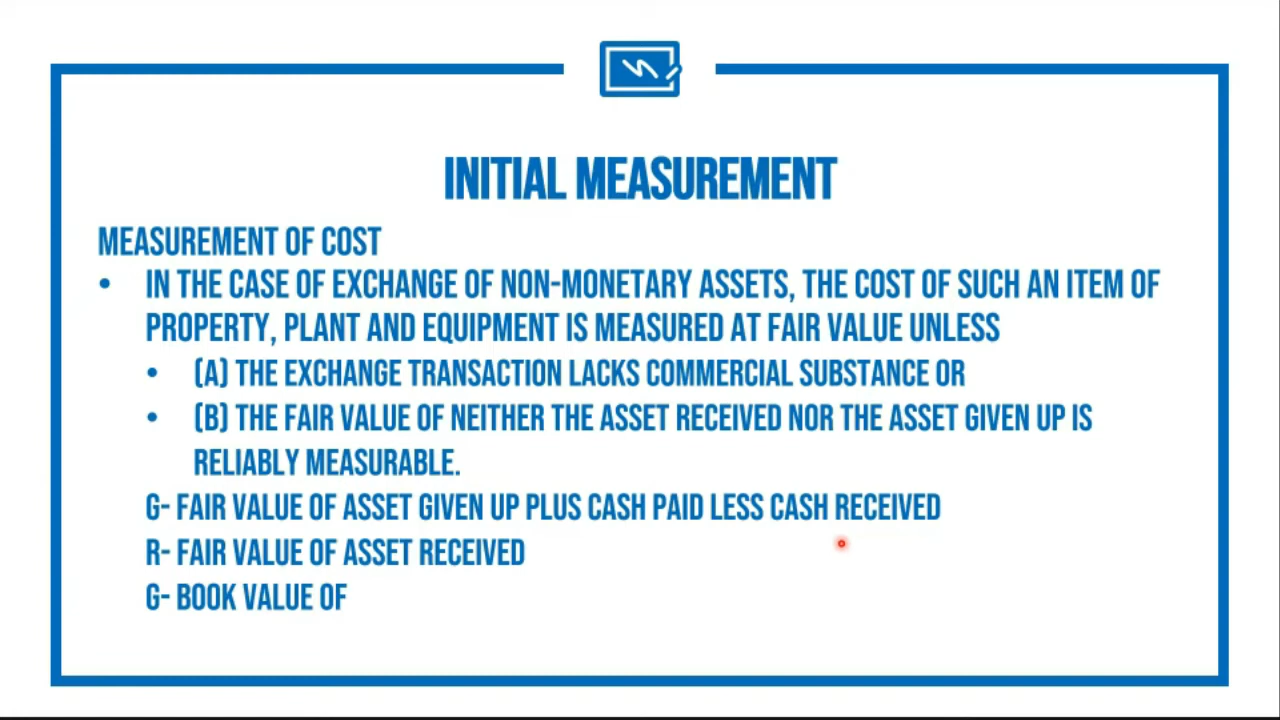 INITIAL MEASUREMENT
MEASUREMENT OF COST
• IN THE CASE OF EXCHANGE OF NON-MONETARY ASSETS, THE COST OF SUCH AN ITEM OF
PROPERTY, PLANT AND EQUIPMENT IS MEASURED AT FAIR VALUE UNLESS
• (A) THE EXCHANGE TRANSACTION LACKS COMMERCIAL SUBSTANCE OR
• (B) THE FAIR VALUE OF NEITHER THE ASSET RECEIVED NOR THE ASSET GIVEN UP IS
RELIABLY MEASURABLE.
G- FAIR VALUE OF ASSET GIVEN UP PLUS CASH PAID LESS CASH RECEIVED
R- FAIR VALUE OF ASSET RECEIVED
G- BOOK VALUE OF